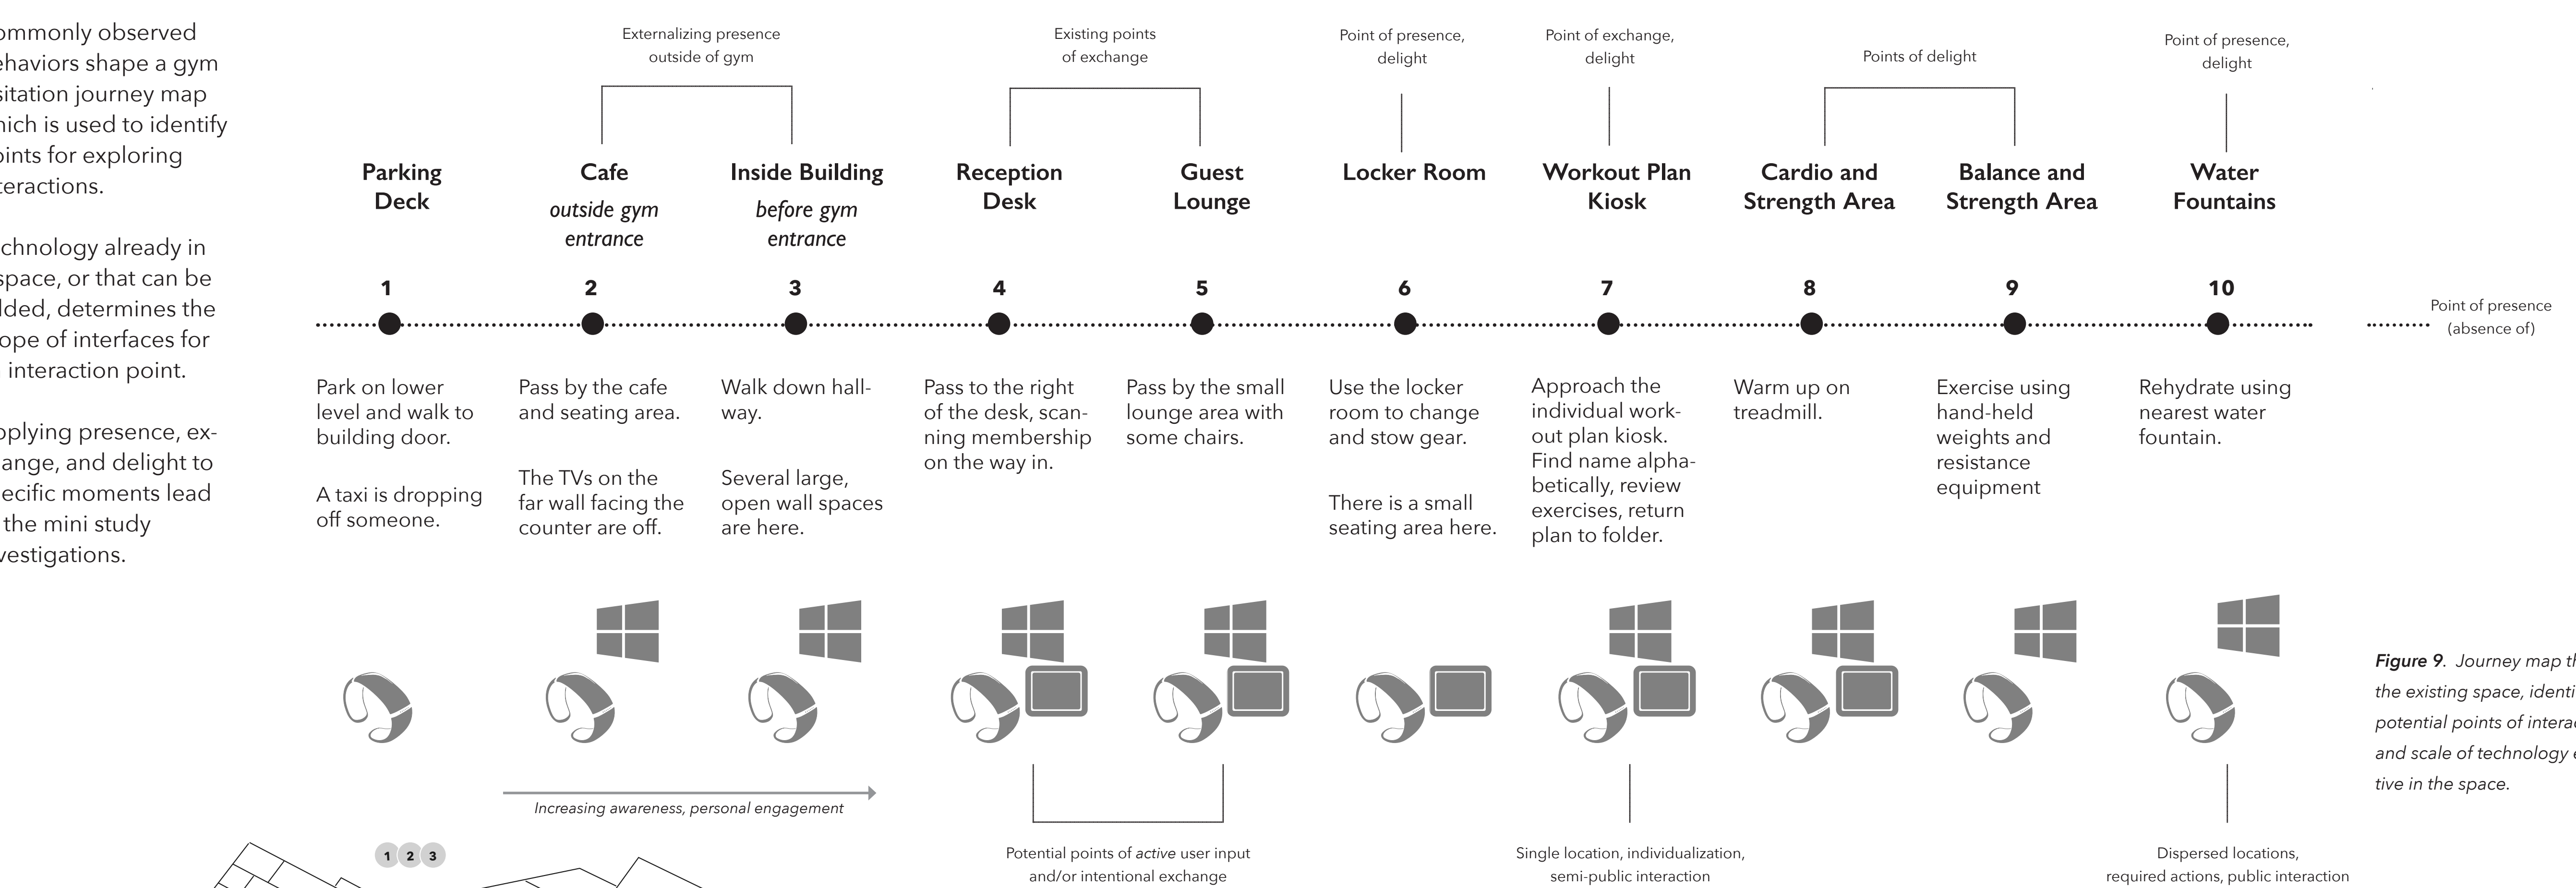 ommonly observed
ehaviors shape a gym
sitation journey map
hich is used to identify
oints for exploring
teractions.
chnology already in
space, or that can be
lded, determines the
ope of interfaces for
interaction point.
pplying presence, ex-
ange, and delight to
ecific moments lead
the mini study
vestigations.
Externalizing presence
outside of gym
Existing points
of exchange
Point of presence,
delight
Point of exchange,
delight
Points of delight
Point of presence,
delight
Parking
Deck
Cafe
outside gym
entrance
Inside Building
before gym
entrance
Reception
Desk
Guest
Lounge
Locker Room
Workout Plan
Kiosk
Cardio and
Strength Area
Balance and
Strength Area
Water
Fountains
1
2
3
4
5
6
7
8
9
10
Point of presence
(absence of)
Park on lower
level and walk to
building door.
A taxi is dropping
off someone.
Pass by the cafe
and seating area.
The TVs on the
far wall facing the
counter are off.
Walk down hall-
way.
Several large,
open wall spaces
are here.
Pass to the right
of the desk, scan-
ning membership
on the way in.
Pass by the small
lounge area with
some chairs.
Use the locker
room to change
and stow gear.
There is a small
seating area here.
Approach the
individual work-
out plan kiosk.
Find name alpha-
betically, review
exercises, return
plan to folder.
Warm up on
treadmill.
Exercise using
hand-held
weights and
resistance
equipment
Rehydrate using
nearest water
fountain.
Increasing awareness, personal engagement
Potential points of active user input
and/or intentional exchange
Single location, individualization,
semi-public interaction
Dispersed locations,
required actions, public interaction
Figure 9. Journey map th
the existing space, identi
potential points of interac
and scale of technology e
tive in the space.
1 2 3